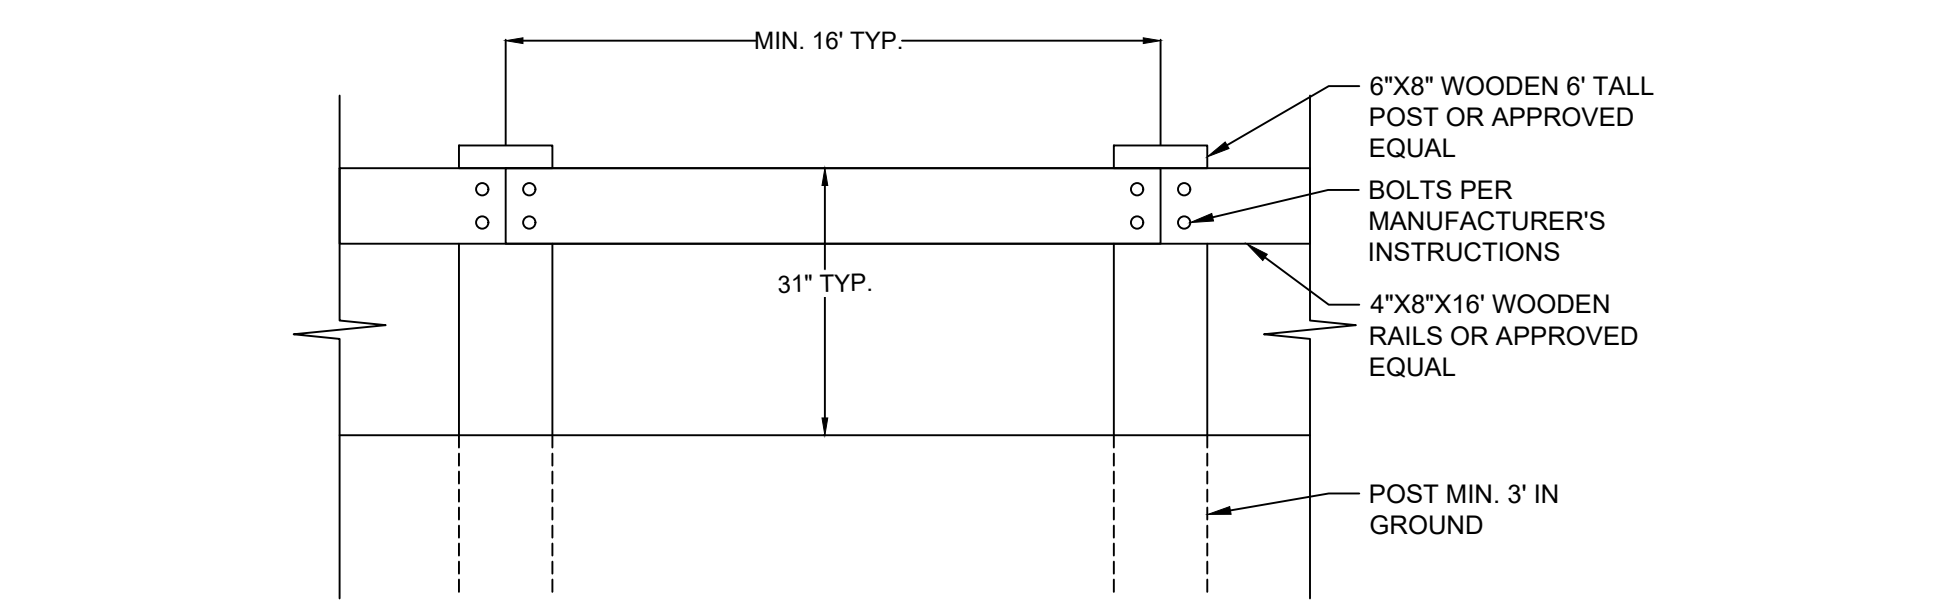 MIN. 16' TYP.
6"X8" WOODEN 6' TALL
POST OR APPROVED
EQUAL
BOLTS PER
MANUFACTURER'S
INSTRUCTIONS
31" TYP.
4"X8"X16' WOODEN
RAILS OR APPROVED
EQUAL
POST MIN. 3' IN
GROUND